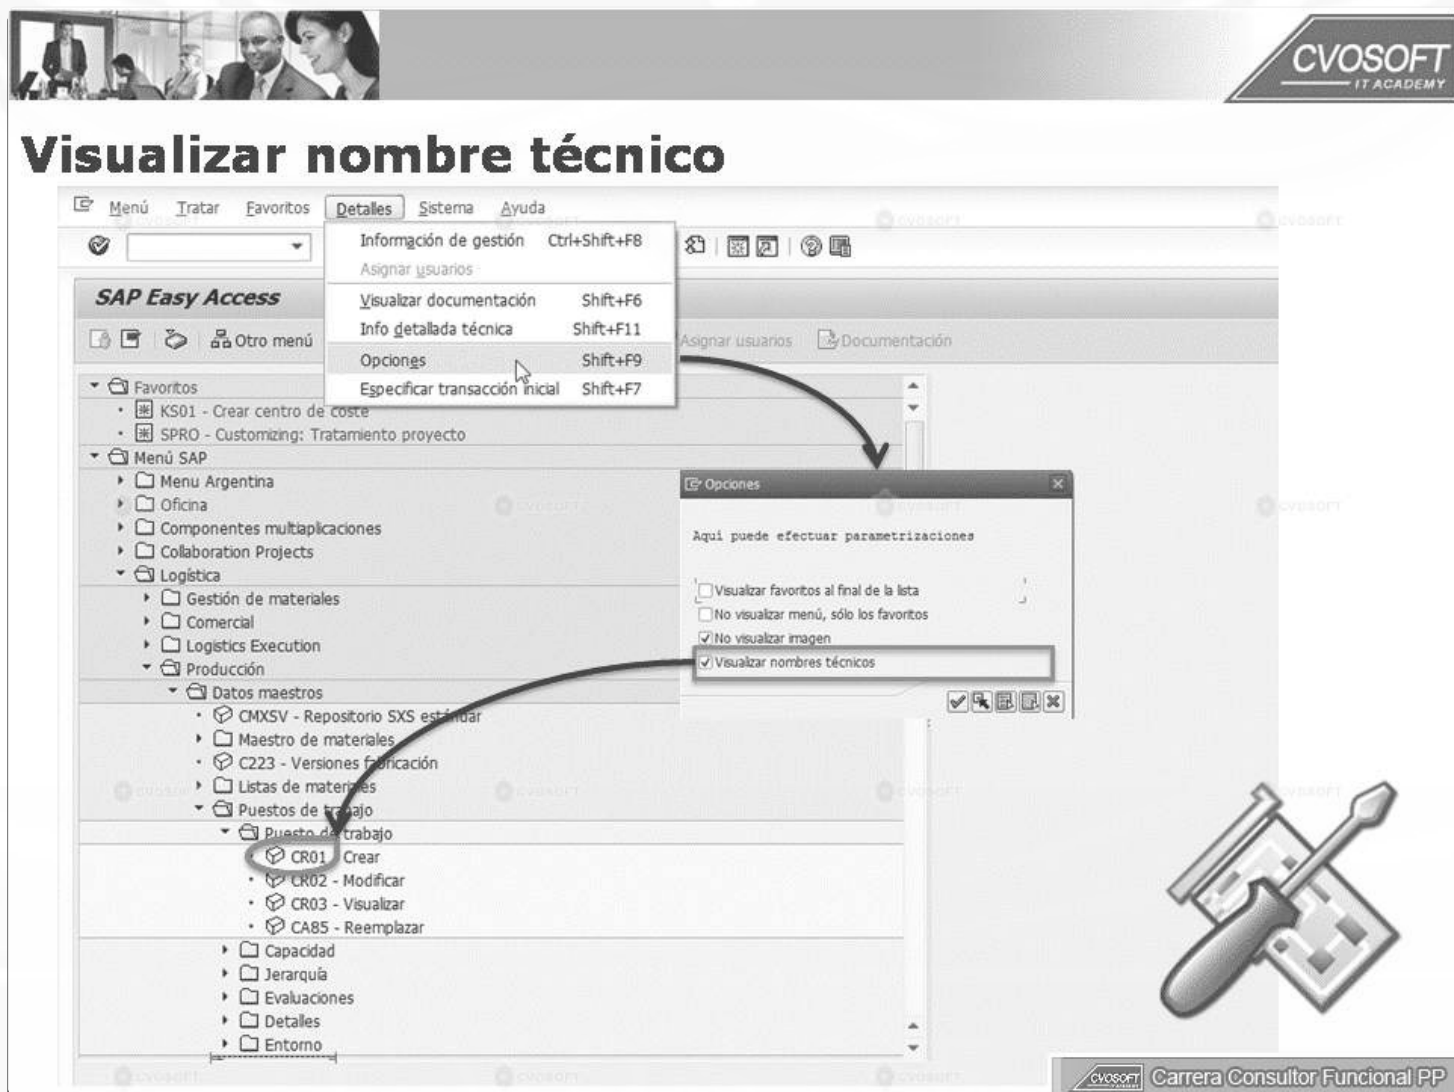 CVOSOFT
IT ACADEMY
Visualizar nombre técnico
Menú Tratar Favoritos Detalles Sistema Ayuda
Información de gestión Ctrl+Shift+F8
Asignar usuarios
Visualizar documentación Shift+F6
Info detallada técnica Shift+F11
Opciones Shift+F9
Especificar transacción inicial Shift+F7
SAP Easy Access
Otro menú Asignar usuarios Documentación
Favoritos
KS01 - Crear centro de coste
SPRO - Customizing: Tratamiento proyecto
Menú SAP
Menu Argentina
Oficina
Componentes multiaplicaciones
Collaboration Projects
Logística
Gestión de materiales
Comercial
Logistics Execution
Producción
Datos maestros
CMXSV - Repositorio SXS estándar
Maestro de materiales
C223 - Versiones fabricación
Listas de materiales
Puestos de trabajo
Puesto de trabajo
CR01 - Crear
CR02 - Modificar
CR03 - Visualizar
CA85 - Reemplazar
Capacidad
Jerarquía
Evaluaciones
Detalles
Entorno
Opciones
Aquí puede efectuar parametrizaciones
Visualizar favoritos al final de la lista
No visualizar menú, sólo los favoritos
No visualizar imagen
Visualizar nombres técnicos
CVOSOFT Carrera Consultor Funcional PP